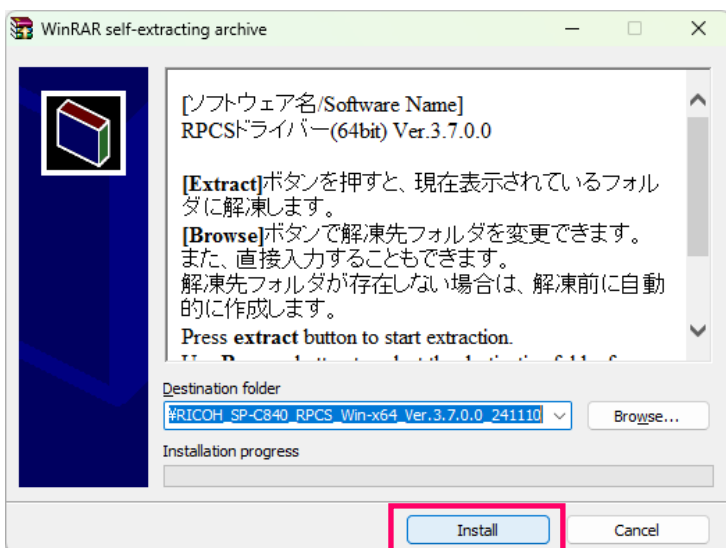 WinRAR self-extracting archive
[ソフトウェア名/Software Name]
RPCSドライバー(64bit) Ver.3.7.0.0
[Extract]ボタンを押すと、現在表示されているフォル
ダに解凍します。
[Browse]ボタンで解凍先フォルダを変更できます。
また、直接入力することもできます。
解凍先フォルダが存在しない場合は、解凍前に自動
的に作成します。
Press extract button to start extraction.
Destination folder
¥RICOH_SP-C840_RPCS_Win-x64_Ver.3.7.0.0_241110
Browse...
Installation progress
Install
Cancel